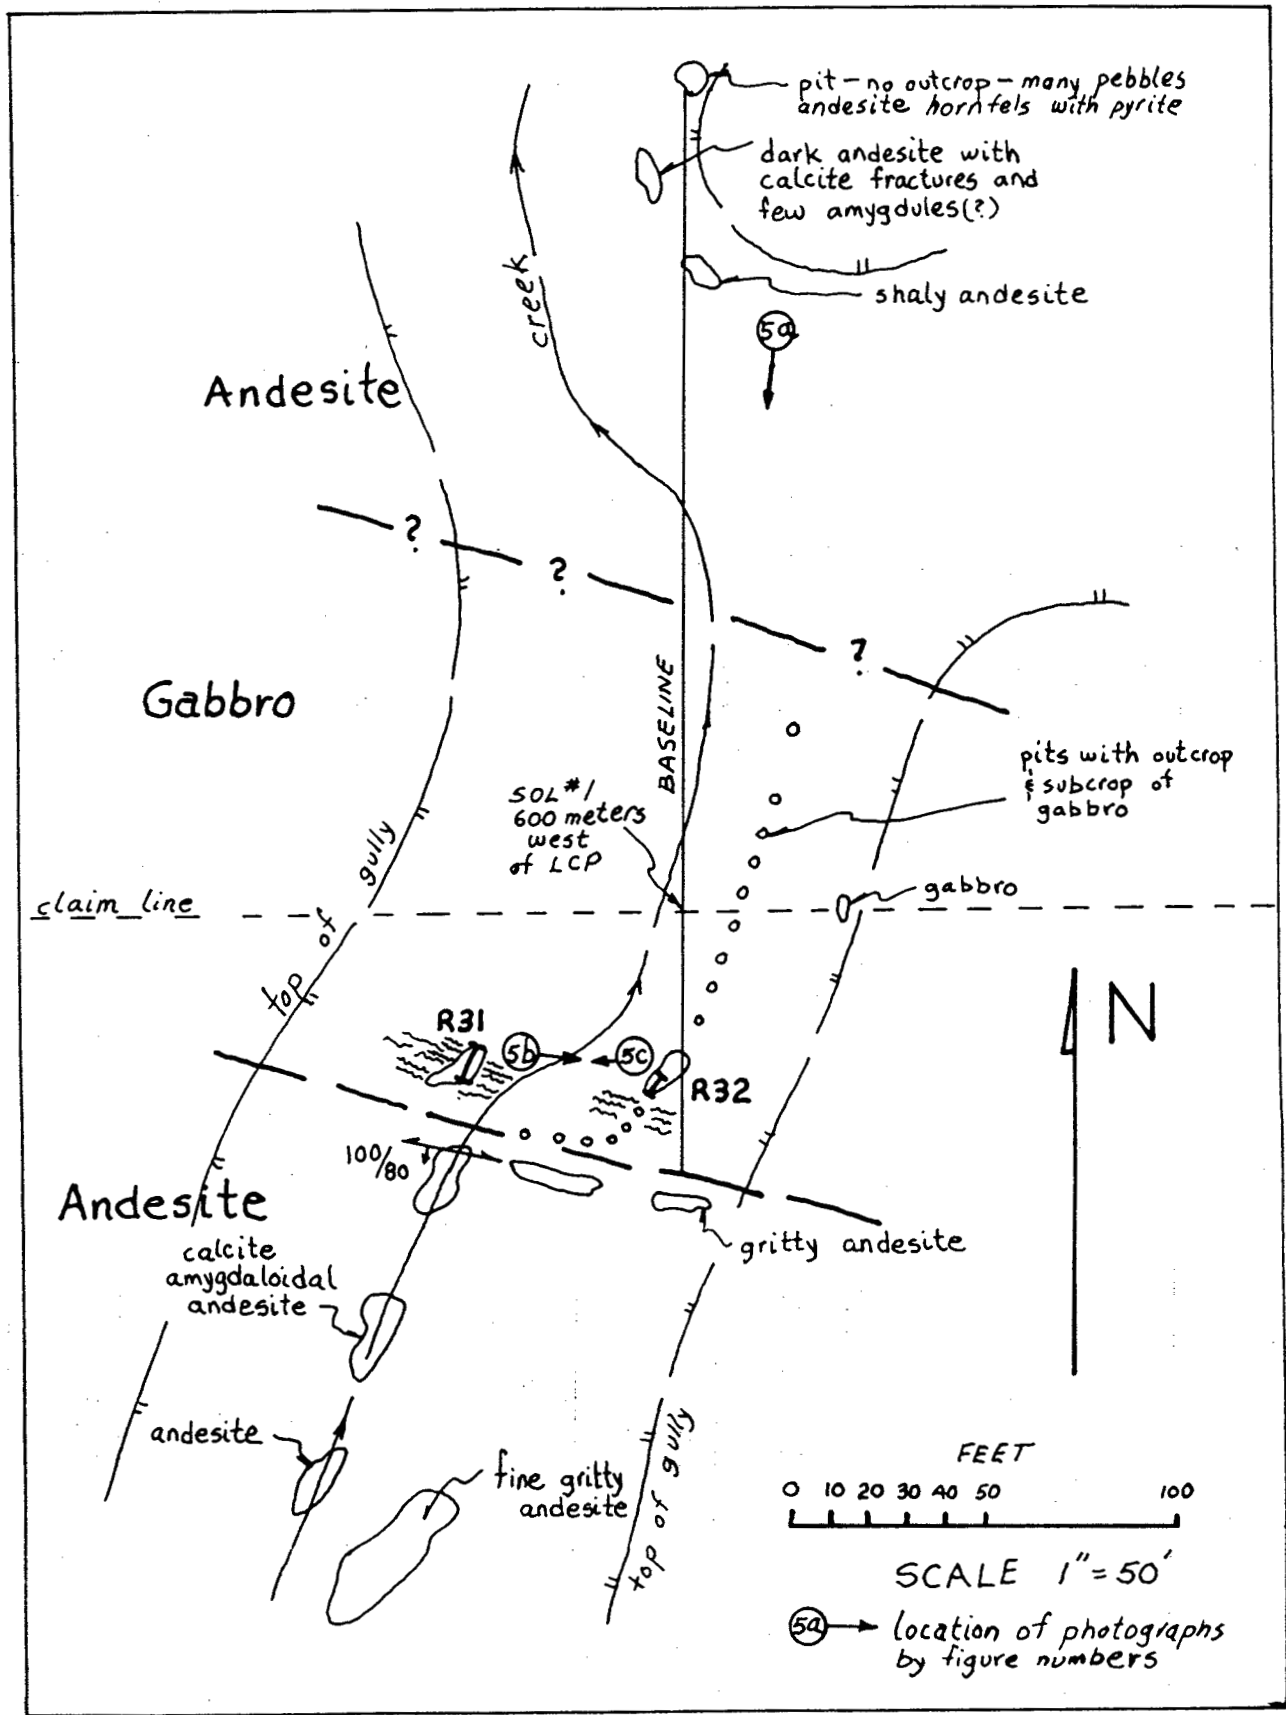 pit — no outcrop — many pebbles
andesite hornfels with pyrite
dark andesite with
calcite fractures and
few amygdules(?)
creek
shaly andesite
5a
Andesite
?
?
?
Gabbro
BASELINE
pits with outcrop
& subcrop of
gabbro
SOL #1
600 meters
west
of LCP
top of gully
claim line
gabbro
N
R31
5b
5c
R32
100/80
Andesite
gritty andesite
calcite
amygdaloidal
andesite
andesite
fine gritty
andesite
top of gully
FEET
0 10 20 30 40 50 100
SCALE 1" = 50'
5a location of photographs
by figure numbers